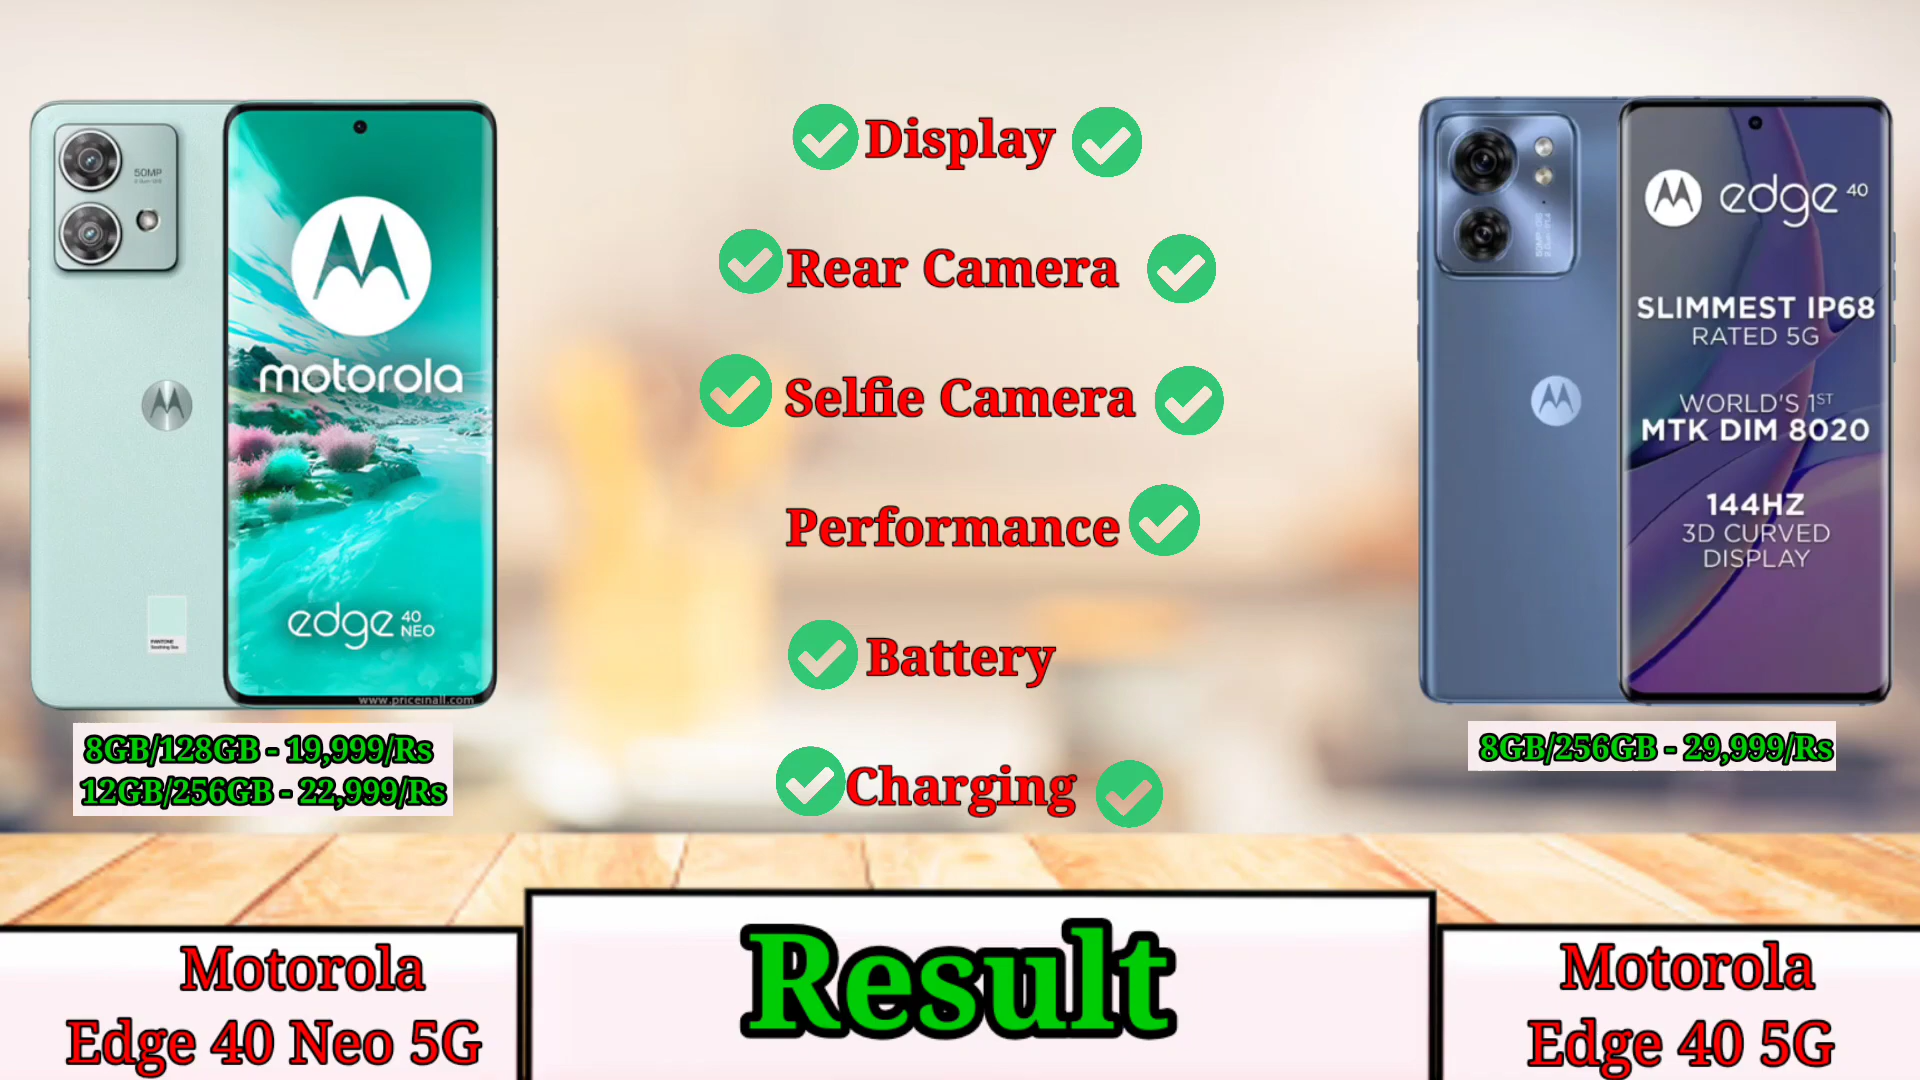 50MP
motorola
edge 40
NEO
PANTONE
www.priceinall.com
8GB/128GB - 19,999/Rs
12GB/256GB - 22,999/Rs
Display
Rear Camera
Selfie Camera
Performance
Battery
Charging
edge 40
SLIMMEST IP68
RATED 5G
WORLD'S 1ST
MTK DIM 8020
144HZ
3D CURVED
DISPLAY
8GB/256GB - 29,999/Rs
Motorola
Edge 40 Neo 5G
Result
Motorola
Edge 40 5G